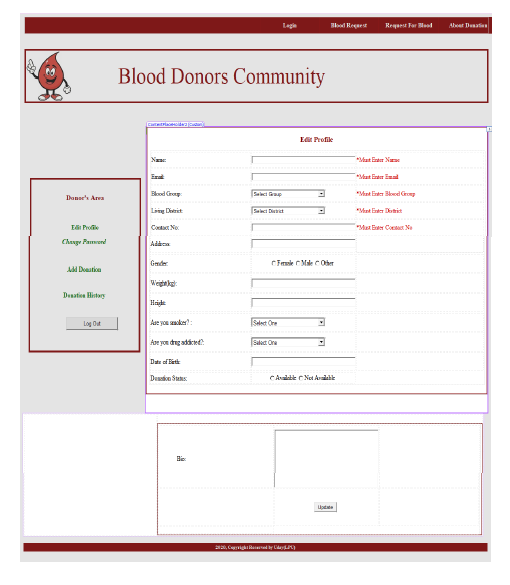 Login Blood Request Request For Blood About Donation
Blood Donors Community
Edit Profile
Name: *Must Enter Name
Email: *Must Enter Email
Blood Group: Select Group *Must Enter Blood Group
Living District: Select District *Must Enter District
Contact No: *Must Enter Contact No
Address:
Gender: Female Male Other
Weight(kg):
Height:
Are you smoker? : Select One
Are you drug addicted?: Select One
Date of Birth:
Donation Status: Available Not Available
Donor's Area
Edit Profile
Change Password
Add Donation
Donation History
Log Out
Bio:
Update
2020, Copyright Reserved by Uday(LPU)